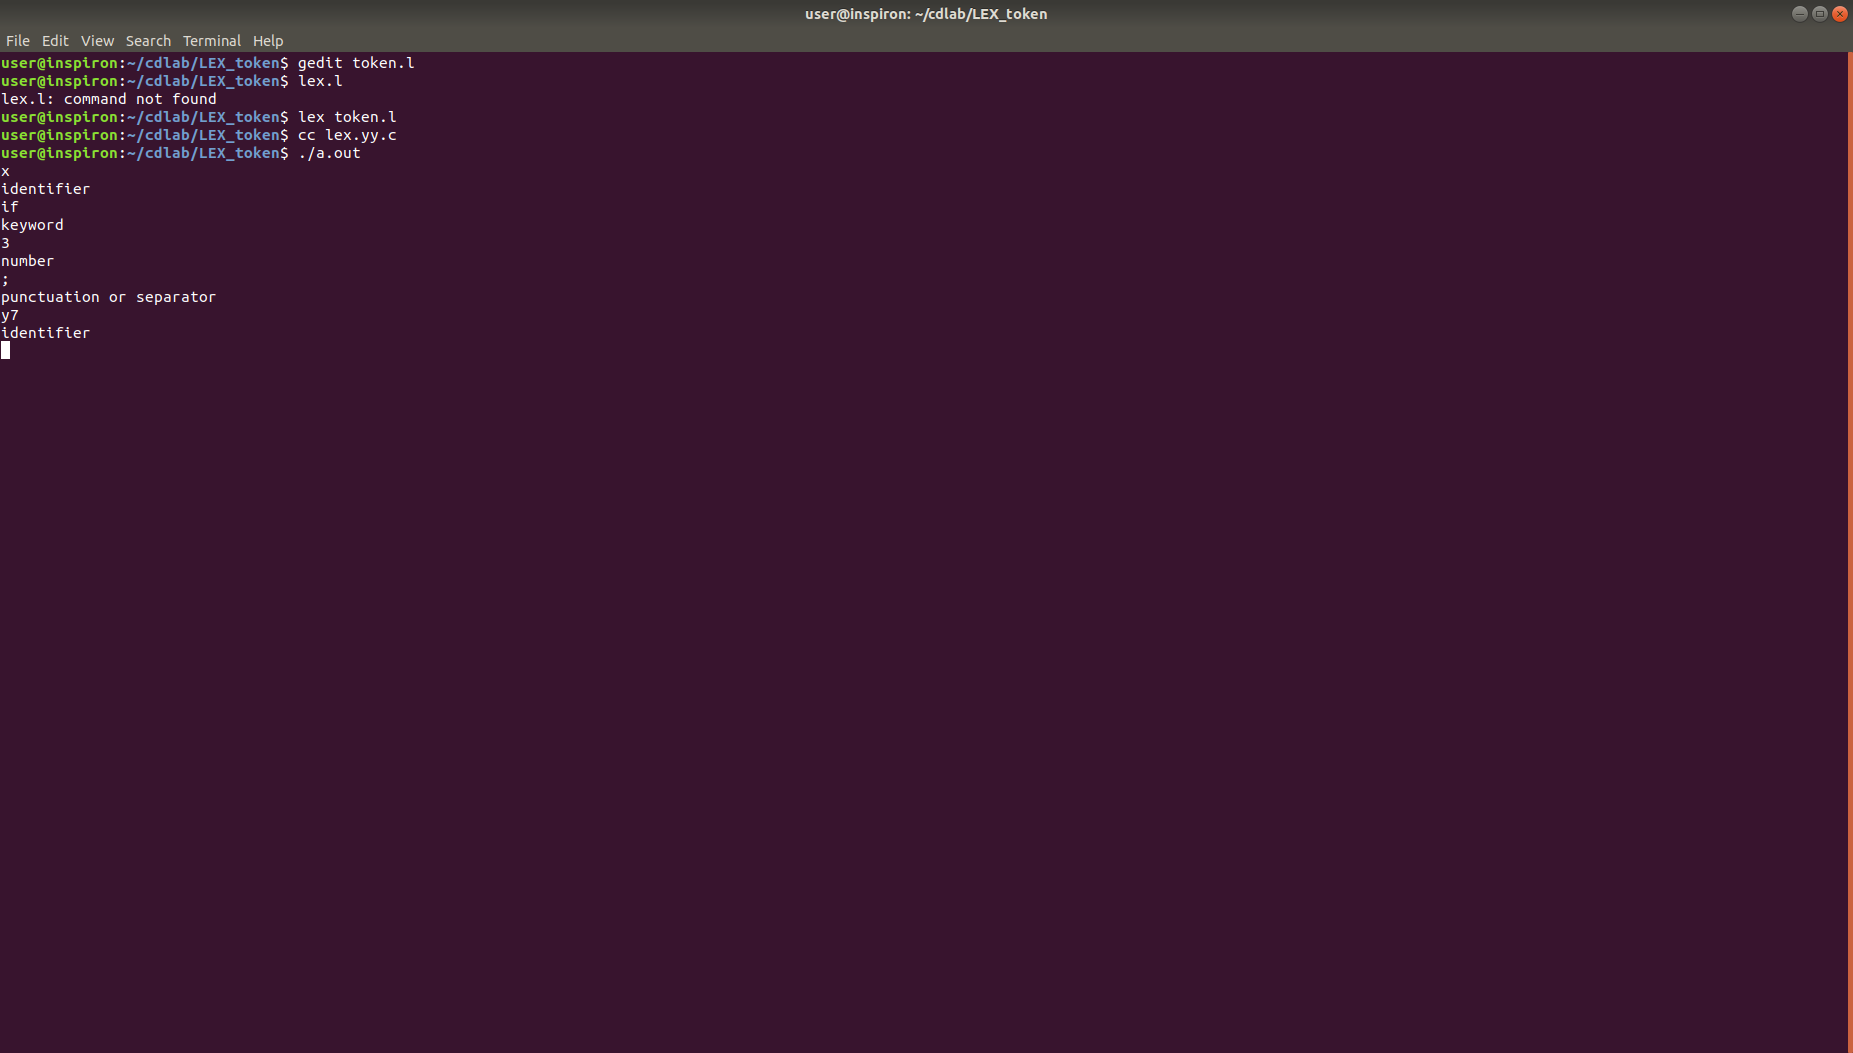 user@inspiron: ~/cdlab/LEX_token
File Edit View Search Terminal Help
user@inspiron:~/cdlab/LEX_token$ gedit token.l
user@inspiron:~/cdlab/LEX_token$ lex.l
lex.l: command not found
user@inspiron:~/cdlab/LEX_token$ lex token.l
user@inspiron:~/cdlab/LEX_token$ cc lex.yy.c
user@inspiron:~/cdlab/LEX_token$ ./a.out
x
identifier
if
keyword
3
number
;
punctuation or separator
y7
identifier